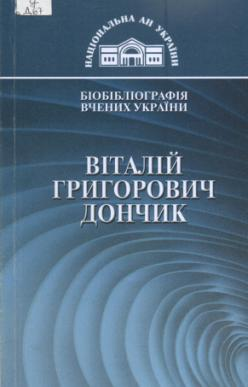 НАЦІОНАЛЬНА АН УКРАЇНИ
БІОБІБЛІОГРАФІЯ
ВЧЕНИХ УКРАЇНИ
ВІТАЛІЙ
ГРИГОРОВИЧ
ДОНЧИК